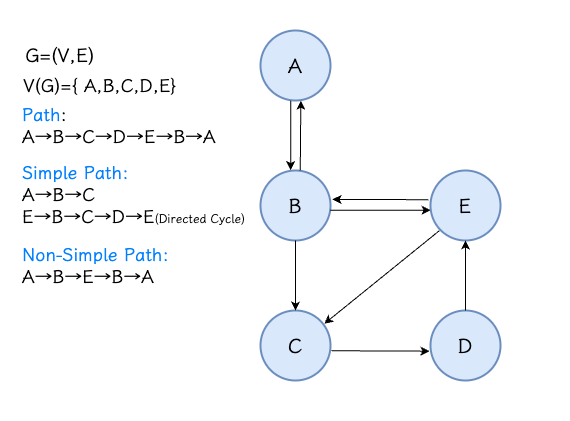 G=(V,E)
V(G)={ A,B,C,D,E}
Path:
A→B→C→D→E→B→A
Simple Path:
A→B→C
E→B→C→D→E(Directed Cycle)
Non-Simple Path:
A→B→E→B→A
A
B
E
C
D